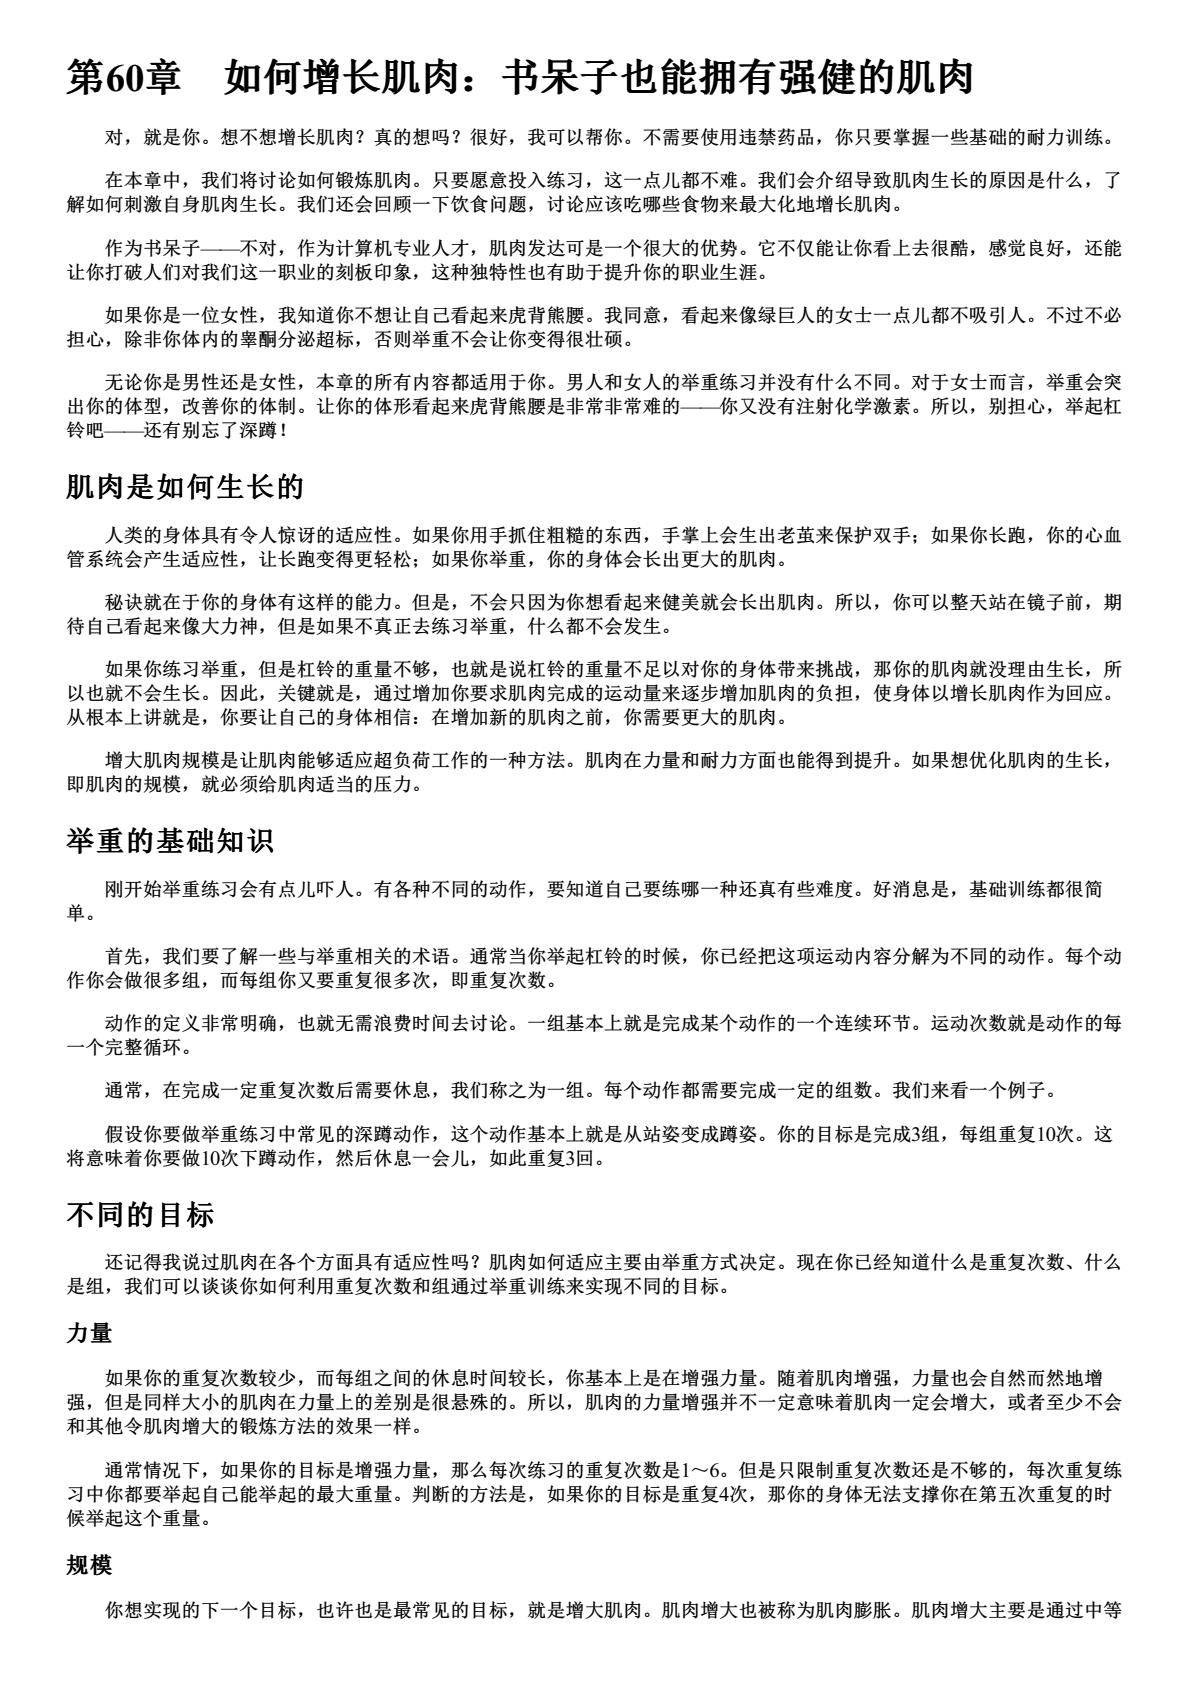 第60章　如何增长肌肉：书呆子也能拥有强健的肌肉
对，就是你。想不想增长肌肉？真的想吗？很好，我可以帮你。不需要使用违禁药品，你只要掌握一些基础的耐力训练。
在本章中，我们将讨论如何锻炼肌肉。只要愿意投入练习，这一点儿都不难。我们会介绍导致肌肉生长的原因是什么，了
解如何刺激自身肌肉生长。我们还会回顾一下饮食问题，讨论应该吃哪些食物来最大化地增长肌肉。
作为书呆子——不对，作为计算机专业人才，肌肉发达可是一个很大的优势。它不仅能让你看上去很酷，感觉良好，还能
让你打破人们对我们这一职业的刻板印象，这种独特性也有助于提升你的职业生涯。
如果你是一位女性，我知道你不想让自己看起来虎背熊腰。我同意，看起来像绿巨人的女士一点儿都不吸引人。不过不必
担心，除非你体内的睾酮分泌超标，否则举重不会让你变得很壮硕。
无论你是男性还是女性，本章的所有内容都适用于你。男人和女人的举重练习并没有什么不同。对于女士而言，举重会突
出你的体型，改善你的体制。让你的体形看起来虎背熊腰是非常非常难的——你又没有注射化学激素。所以，别担心，举起杠
铃吧——还有别忘了深蹲！
肌肉是如何生长的
人类的身体具有令人惊讶的适应性。如果你用手抓住粗糙的东西，手掌上会生出老茧来保护双手；如果你长跑，你的心血
管系统会产生适应性，让长跑变得更轻松；如果你举重，你的身体会长出更大的肌肉。
秘诀就在于你的身体有这样的能力。但是，不会只因为你想看起来健美就会长出肌肉。所以，你可以整天站在镜子前，期
待自己看起来像大力神，但是如果不真正去练习举重，什么都不会发生。
如果你练习举重，但是杠铃的重量不够，也就是说杠铃的重量不足以对你的身体带来挑战，那你的肌肉就没理由生长，所
以也就不会生长。因此，关键就是，通过增加你要求肌肉完成的运动量来逐步增加肌肉的负担，使身体以增长肌肉作为回应。
从根本上讲就是，你要让自己的身体相信：在增加新的肌肉之前，你需要更大的肌肉。
增大肌肉规模是让肌肉能够适应超负荷工作的一种方法。肌肉在力量和耐力方面也能得到提升。如果想优化肌肉的生长，
即肌肉的规模，就必须给肌肉适当的压力。
举重的基础知识
刚开始举重练习会有点儿吓人。有各种不同的动作，要知道自己要练哪一种还真有些难度。好消息是，基础训练都很简
单。
首先，我们要了解一些与举重相关的术语。通常当你举起杠铃的时候，你已经把这项运动内容分解为不同的动作。每个动
作你会做很多组，而每组你又要重复很多次，即重复次数。
动作的定义非常明确，也就无需浪费时间去讨论。一组基本上就是完成某个动作的一个连续环节。运动次数就是动作的每
一个完整循环。
通常，在完成一定重复次数后需要休息，我们称之为一组。每个动作都需要完成一定的组数。我们来看一个例子。
假设你要做举重练习中常见的深蹲动作，这个动作基本上就是从站姿变成蹲姿。你的目标是完成3组，每组重复10次。这
将意味着你要做10次下蹲动作，然后休息一会儿，如此重复3回。
不同的目标
还记得我说过肌肉在各个方面具有适应性吗？肌肉如何适应主要由举重方式决定。现在你已经知道什么是重复次数、什么
是组，我们可以谈谈你如何利用重复次数和组通过举重训练来实现不同的目标。
力量
如果你的重复次数较少，而每组之间的休息时间较长，你基本上是在增强力量。随着肌肉增强，力量也会自然而然地增
强，但是同样大小的肌肉在力量上的差别是很悬殊的。所以，肌肉的力量增强并不一定意味着肌肉一定会增大，或者至少不会
和其他令肌肉增大的锻炼方法的效果一样。
通常情况下，如果你的目标是增强力量，那么每次练习的重复次数是1～6。但是只限制重复次数还是不够的，每次重复练
习中你都要举起自己能举起的最大重量。判断的方法是，如果你的目标是重复4次，那你的身体无法支撑你在第五次重复的时
候举起这个重量。
规模
你想实现的下一个目标，也许也是最常见的目标，就是增大肌肉。肌肉增大也被称为肌肉膨胀。肌肉增大主要是通过中等